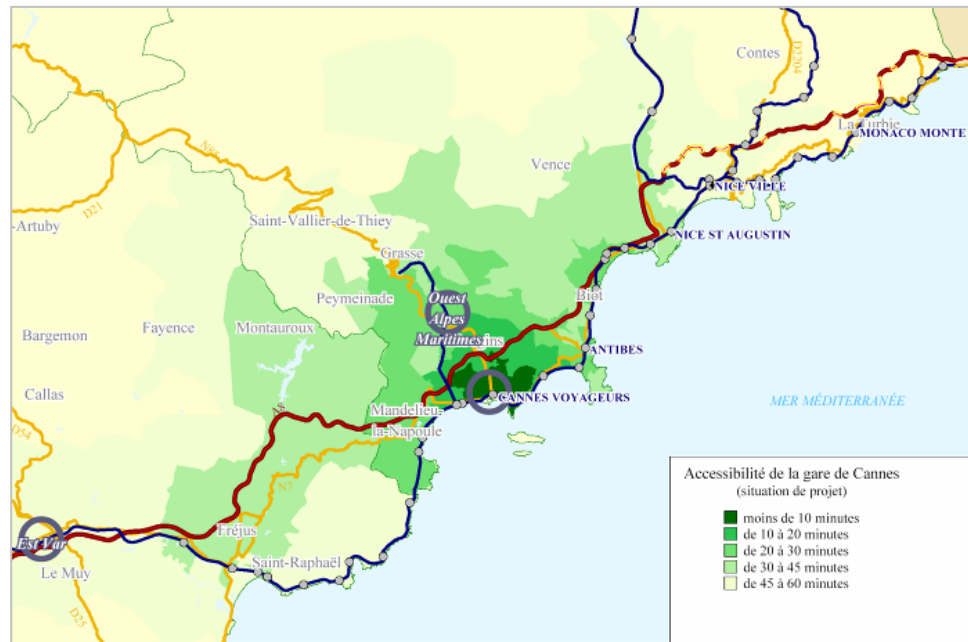 Contes
D2204
La Turbie
MONACO MONTE
Vence
N85
NICE VILLE
D21
Saint-Vallier-de-Thiey
-Artuby
NICE ST AUGUSTIN
Grasse
Peymeinade
Ouest
Alpes
Maritimes
Biot
Bargemon
Fayence
Montauroux
ANTIBES
CANNES VOYAGEURS
Callas
MER MÉDITERRANÉE
Mandelieu-
la-Napoule
A8
D54
N7
Est Var
Fréjus
Saint-Raphaël
Le Muy
D25
Accessibilité de la gare de Cannes
(situation de projet)
moins de 10 minutes
de 10 à 20 minutes
de 20 à 30 minutes
de 30 à 45 minutes
de 45 à 60 minutes